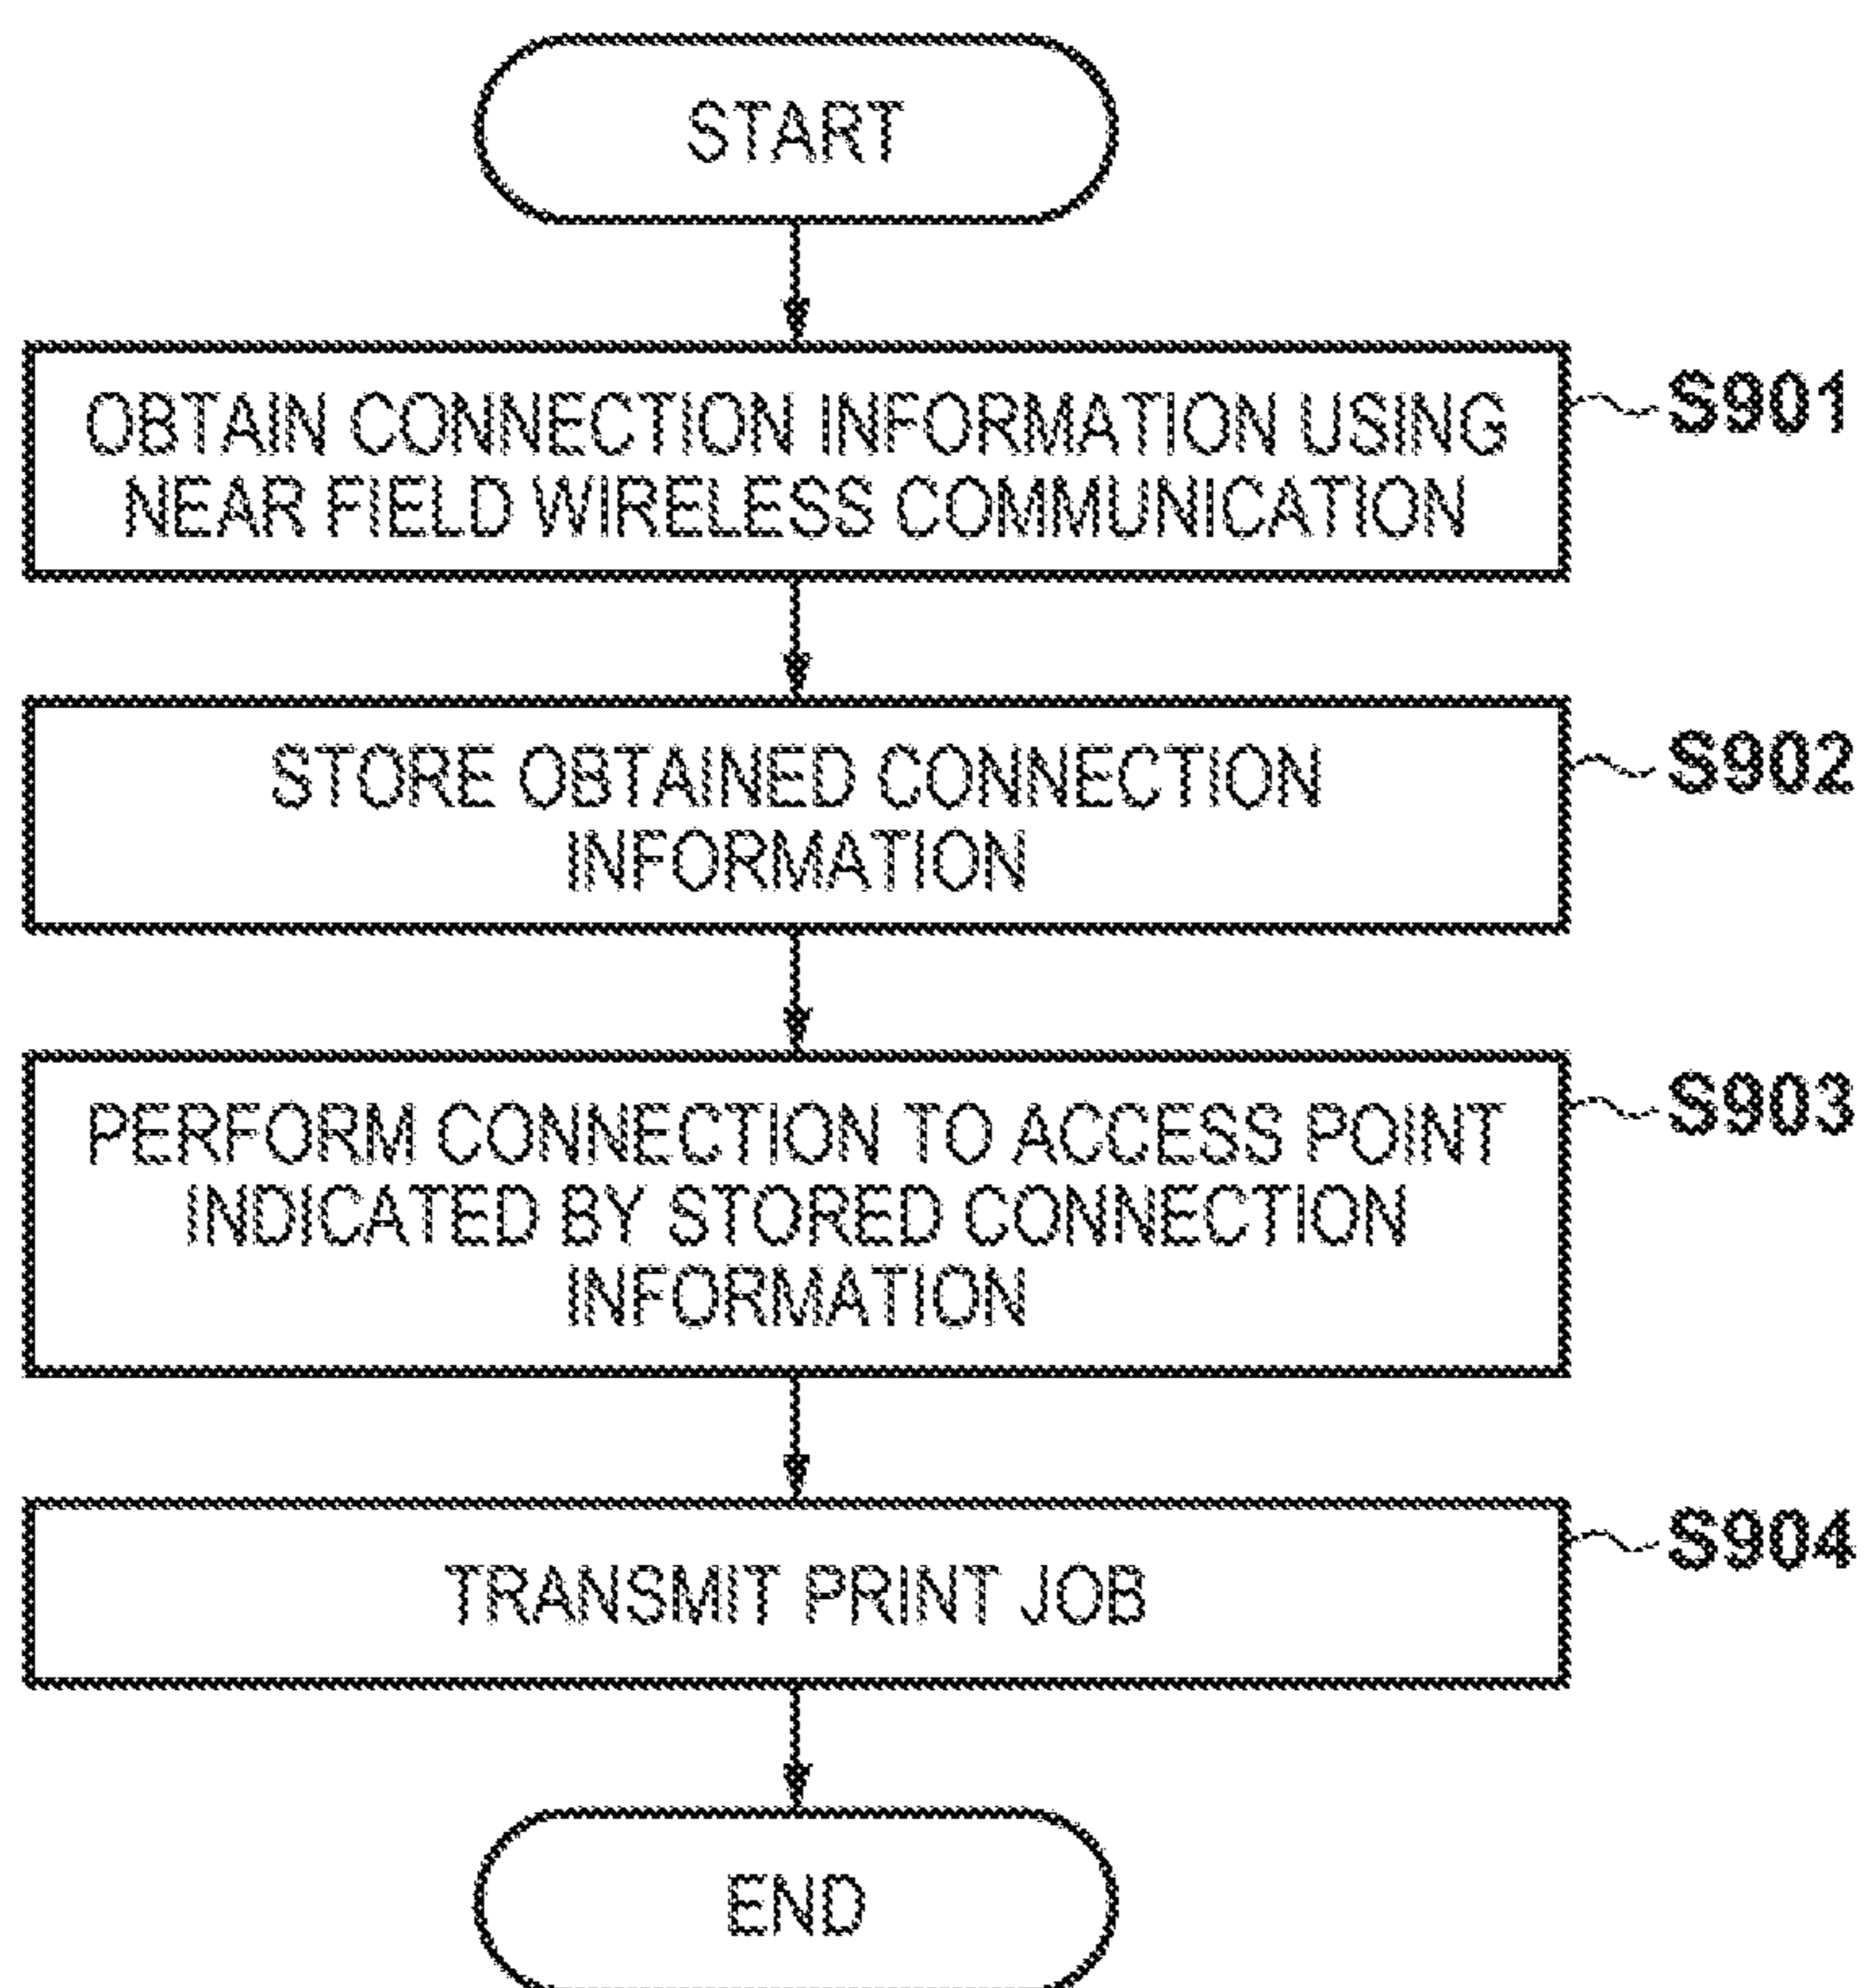 START
OBTAIN CONNECTION INFORMATION USING
NEAR FIELD WIRELESS COMMUNICATION
S901
STORE OBTAINED CONNECTION
INFORMATION
S902
PERFORM CONNECTION TO ACCESS POINT
INDICATED BY STORED CONNECTION
INFORMATION
S903
TRANSMIT PRINT JOB
S904
END